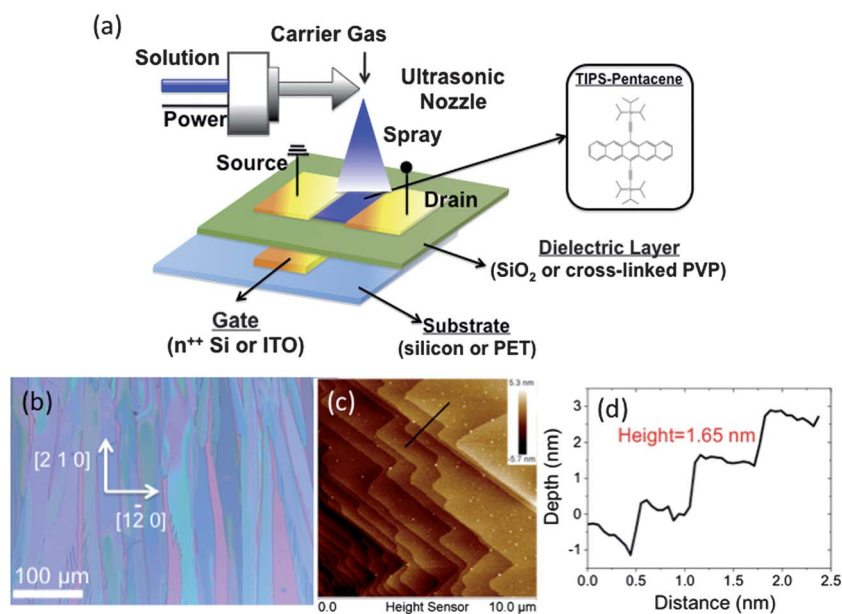 (a)
Carrier Gas
Solution
Power
Ultrasonic
Nozzle
Spray
TIPS-Pentacene
Source
Drain
Dielectric Layer
(SiO₂ or cross-linked PVP)
Gate
(n⁺⁺ Si or ITO)
Substrate
(silicon or PET)
(b)
[2 1 0]
[12̄ 0]
100 µm
(c)
5.3 nm
-5.7 nm
0.0 Height Sensor 10.0 µm
(d)
Height=1.65 nm
Depth (nm)
3
2
1
0
-1
0.0 0.5 1.0 1.5 2.0 2.5
Distance (nm)